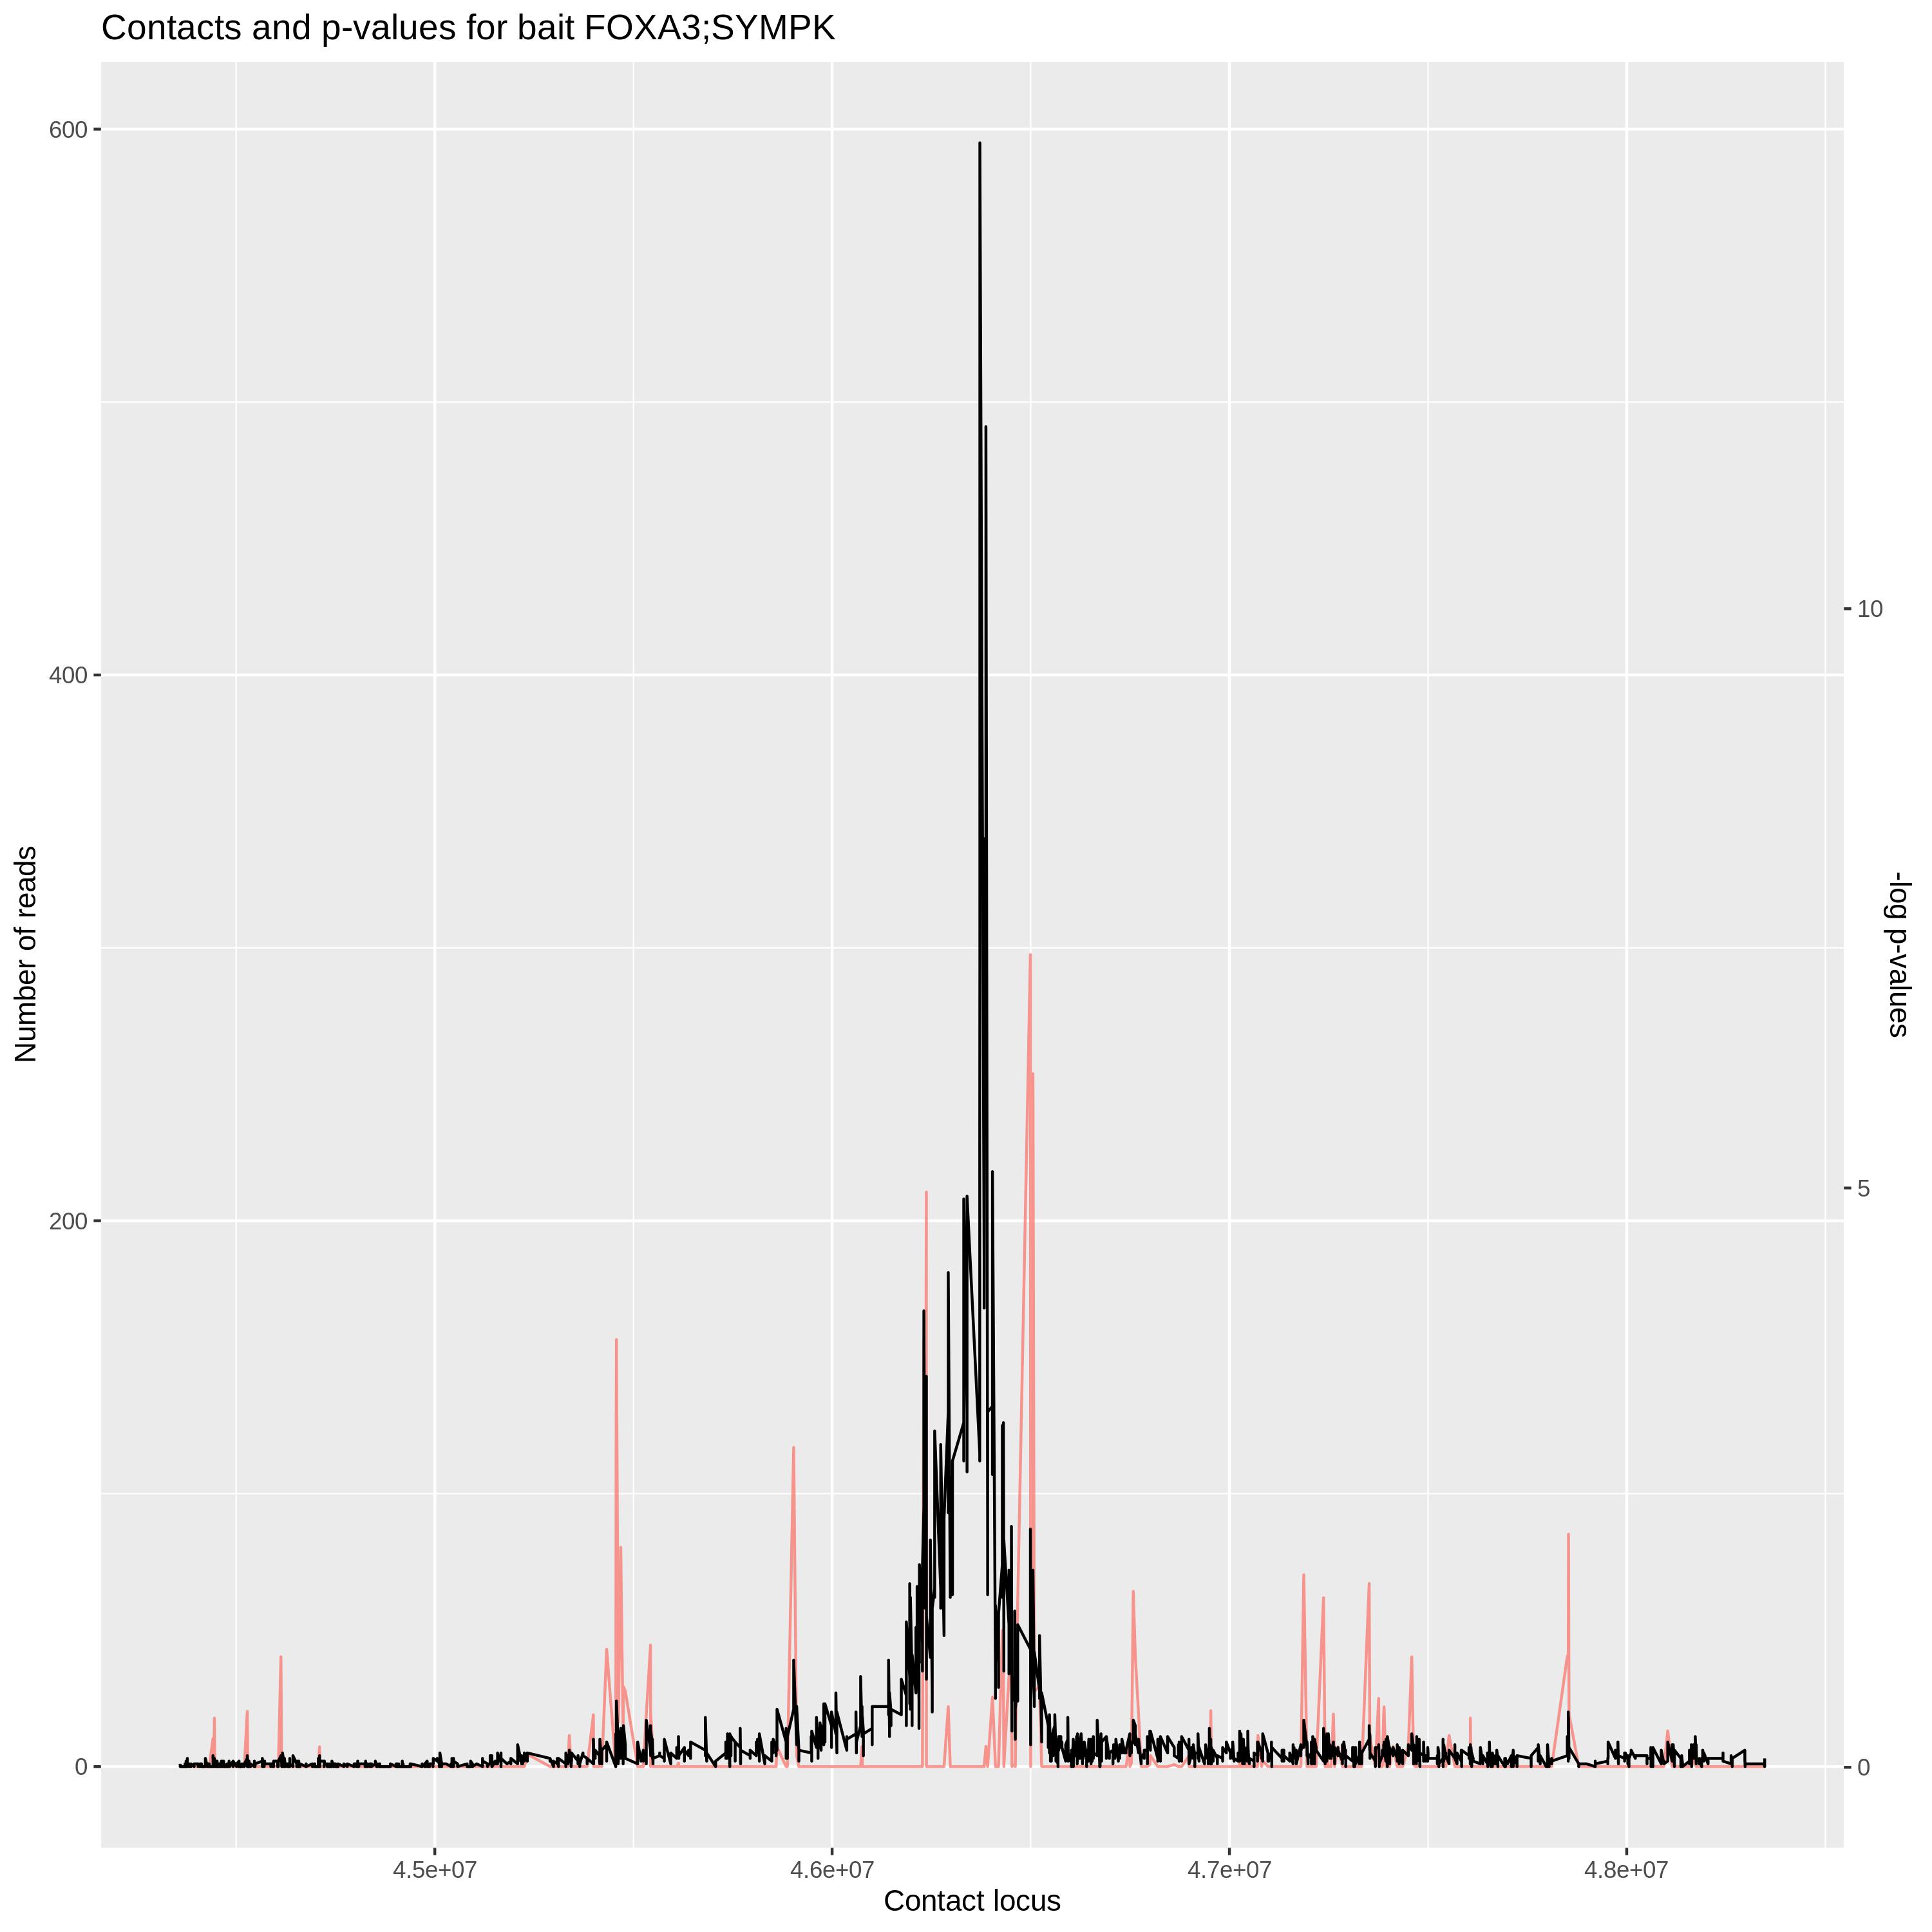 Contacts and p-values for bait FOXA3;SYMPK
600
400
200
0
Number of reads
10
5
0
-log p-values
4.5e+07
4.6e+07
4.7e+07
4.8e+07
Contact locus